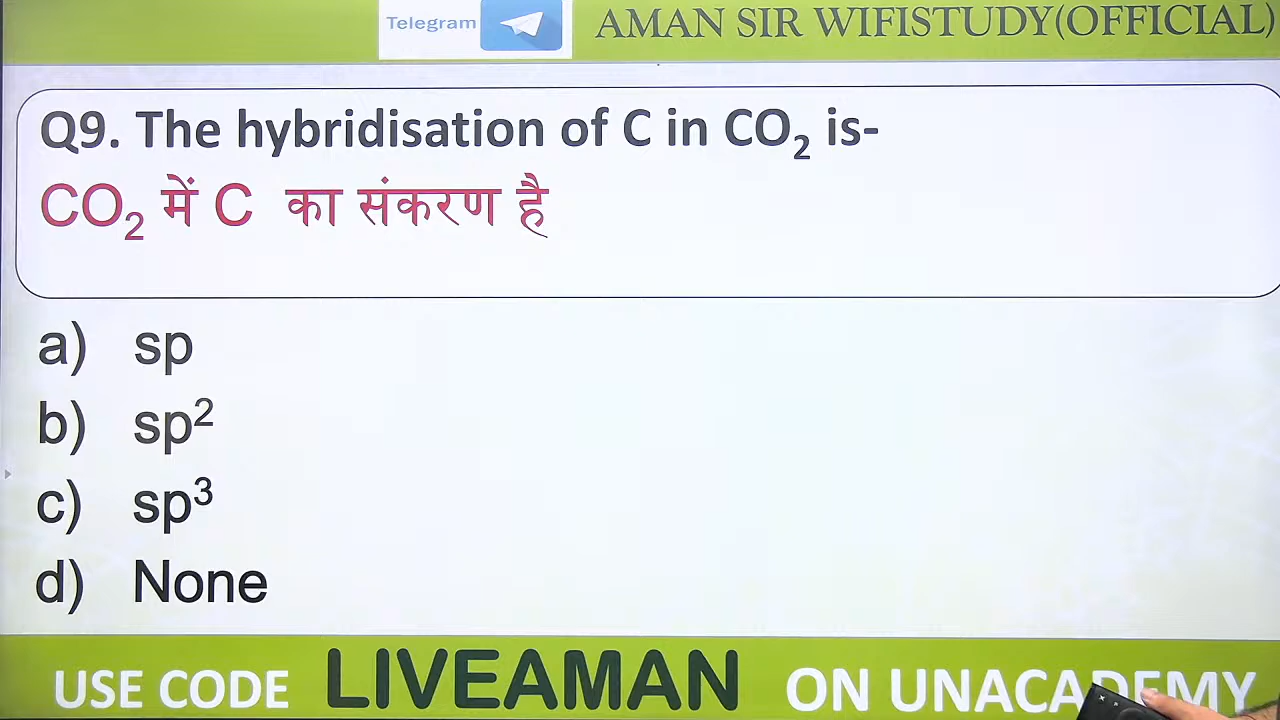 Telegram
AMAN SIR WIFISTUDY(OFFICIAL)
Q9. The hybridisation of C in CO₂ is-
CO₂ में C का संकरण है
a) sp
b) sp²
c) sp³
d) None
USE CODE LIVEAMAN ON UNACADEMY